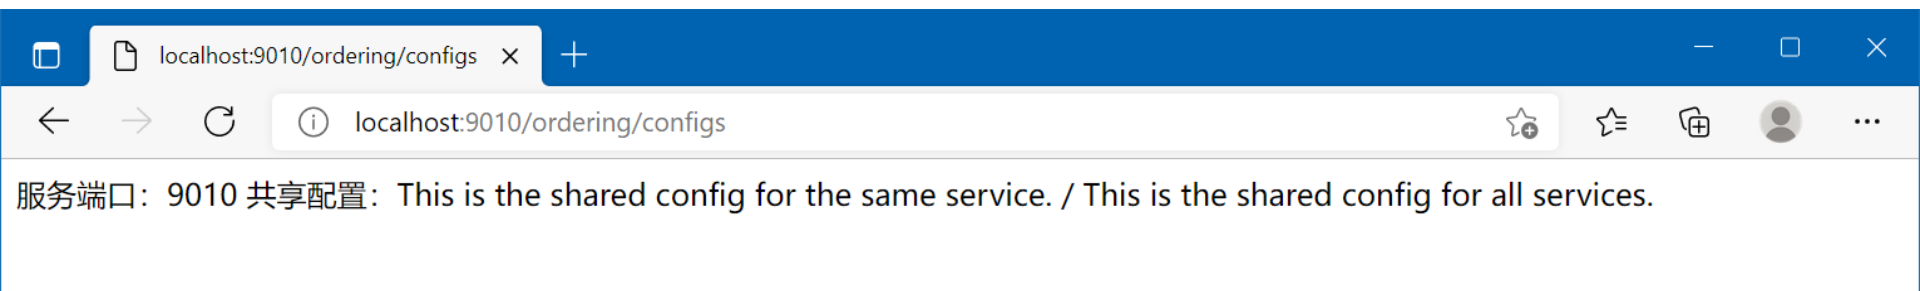 localhost:9010/ordering/configs
localhost:9010/ordering/configs
服务端口：9010 共享配置：This is the shared config for the same service. / This is the shared config for all services.